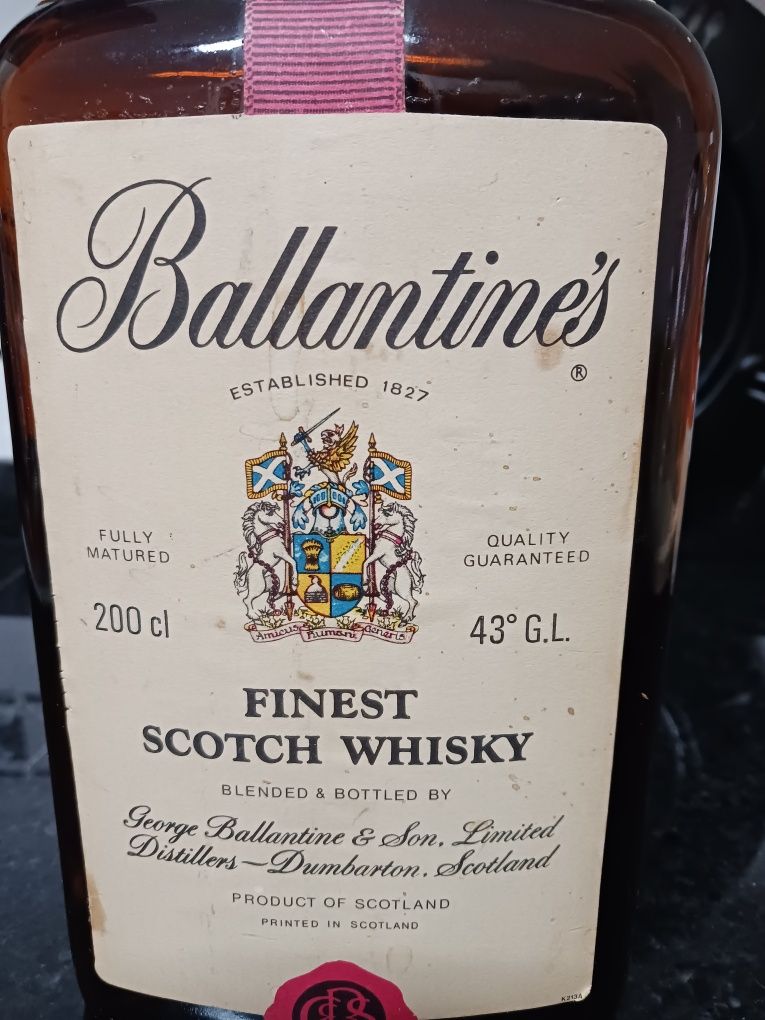 Ballantine's
®
ESTABLISHED 1827
FULLY
MATURED
QUALITY
GUARANTEED
200 cl
43° G.L.
Amicus Humani Generis
FINEST
SCOTCH WHISKY
BLENDED & BOTTLED BY
George Ballantine & Son, Limited
Distillers—Dumbarton, Scotland
PRODUCT OF SCOTLAND
PRINTED IN SCOTLAND
K213A